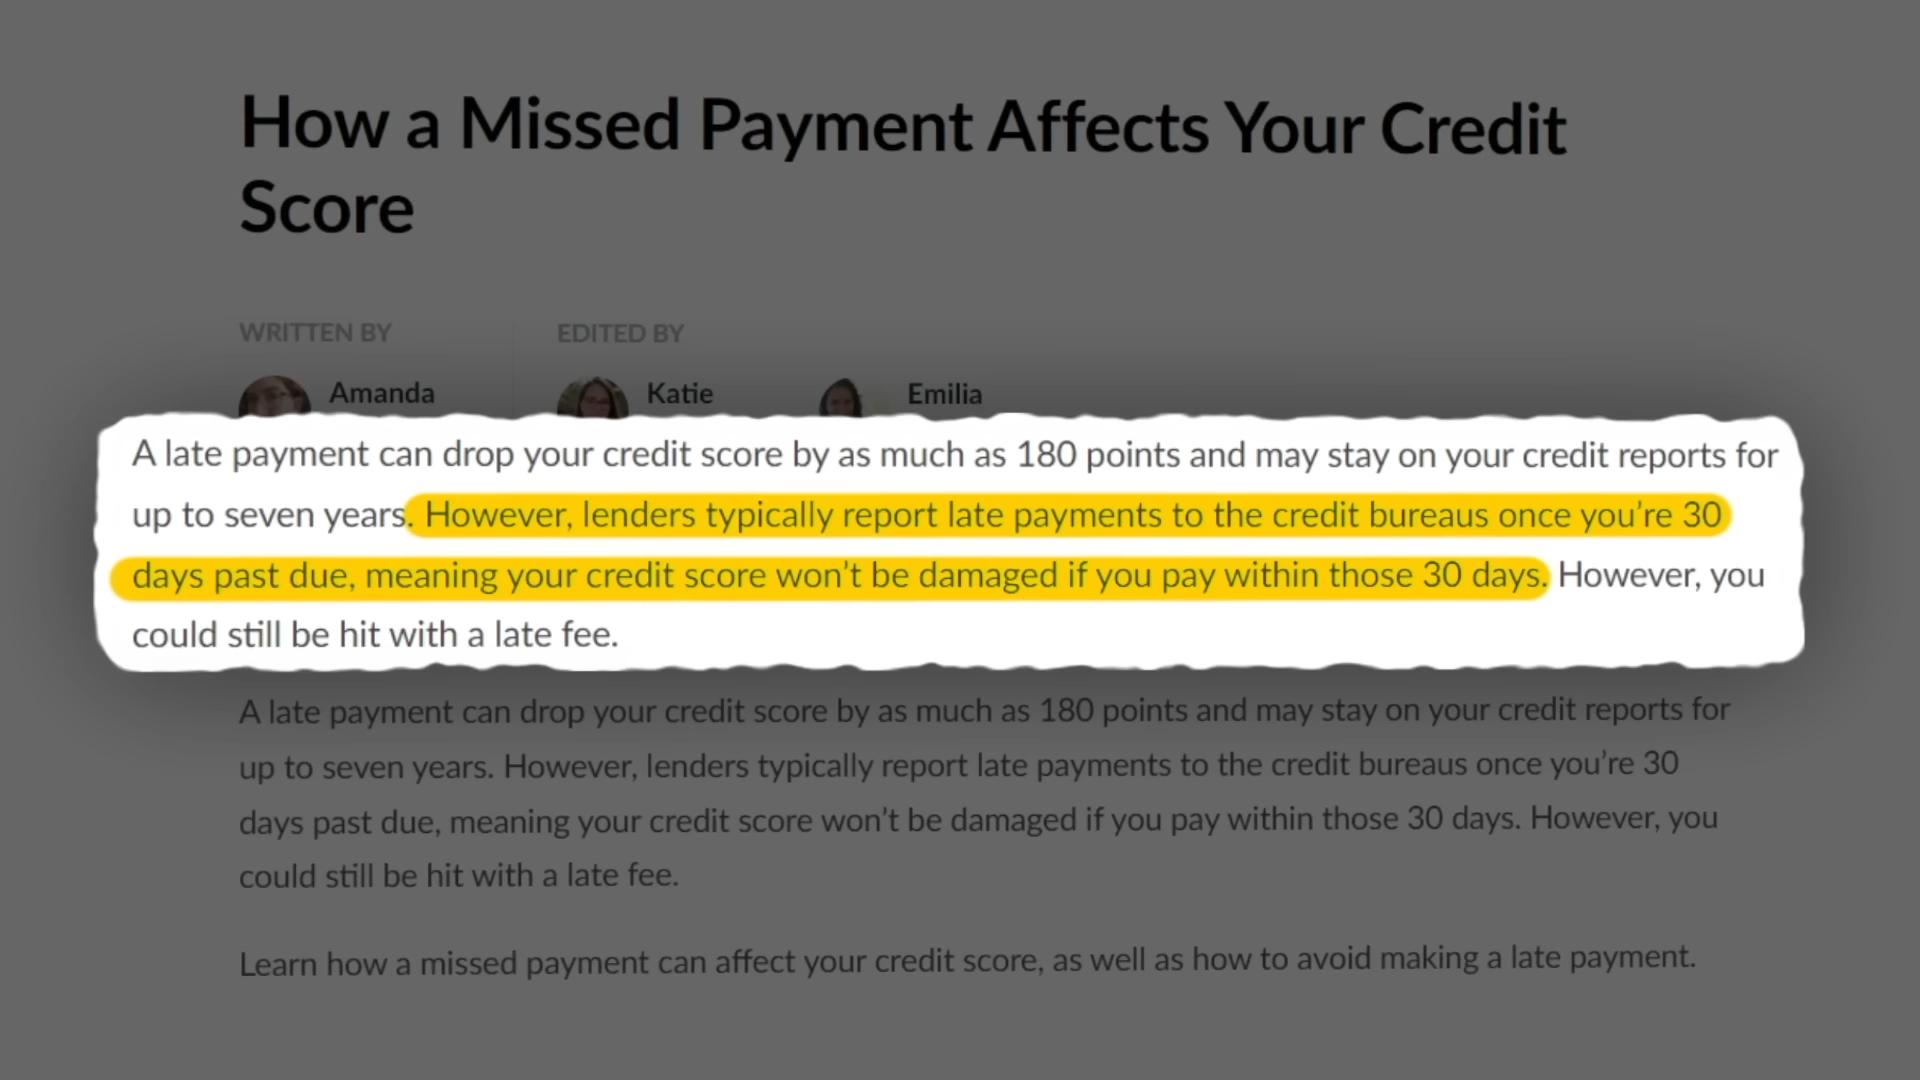 How a Missed Payment Affects Your Credit
Score
WRITTEN BY
EDITED BY
Amanda
Katie
Emilia
A late payment can drop your credit score by as much as 180 points and may stay on your credit reports for
up to seven years. However, lenders typically report late payments to the credit bureaus once you’re 30
days past due, meaning your credit score won’t be damaged if you pay within those 30 days. However, you
could still be hit with a late fee.
A late payment can drop your credit score by as much as 180 points and may stay on your credit reports for
up to seven years. However, lenders typically report late payments to the credit bureaus once you’re 30
days past due, meaning your credit score won’t be damaged if you pay within those 30 days. However, you
could still be hit with a late fee.
Learn how a missed payment can affect your credit score, as well as how to avoid making a late payment.